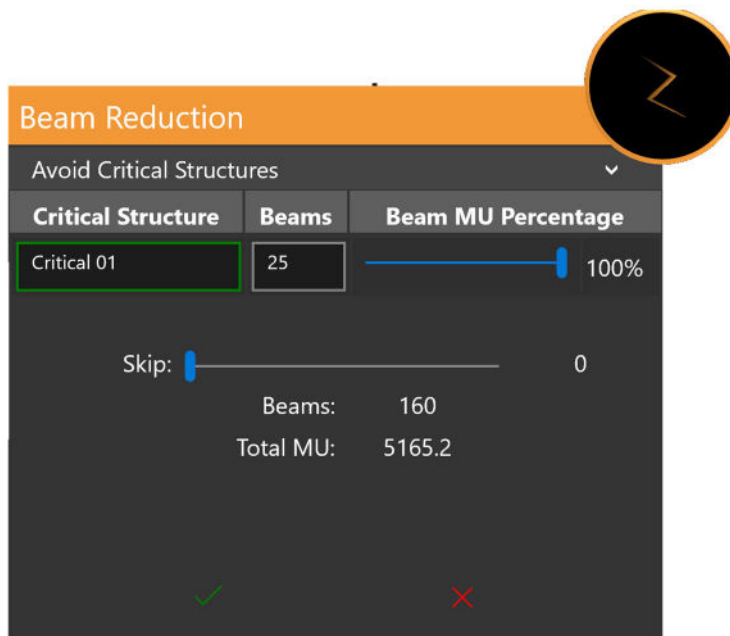 Beam Reduction
Avoid Critical Structures
Critical Structure Beams Beam MU Percentage
Critical 01 25 100%
Skip: 0
Beams: 160
Total MU: 5165.2